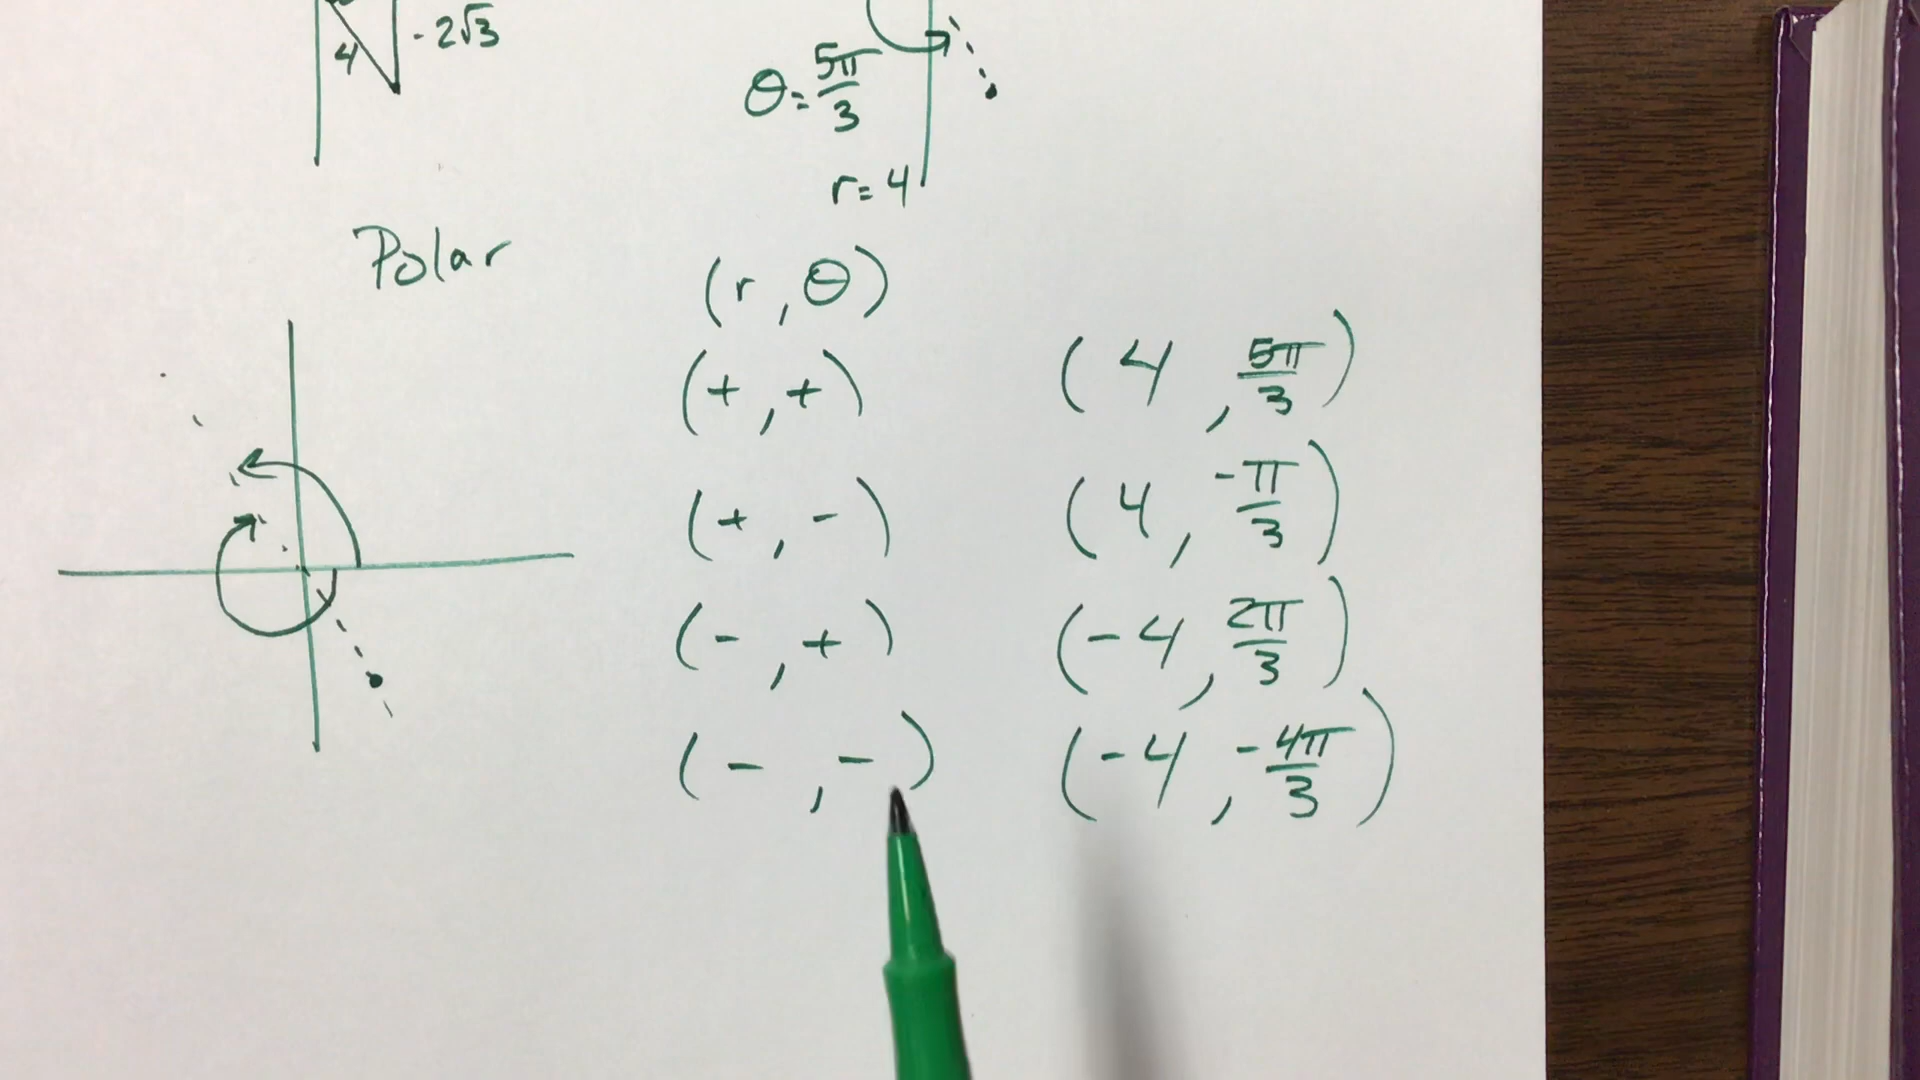 4 -2√3
θ = 5π/3
r = 4
Polar
(r, θ)
(+, +) (4, 5π/3)
(+, -) (4, -π/3)
(-, +) (-4, 2π/3)
(-, -) (-4, -4π/3)